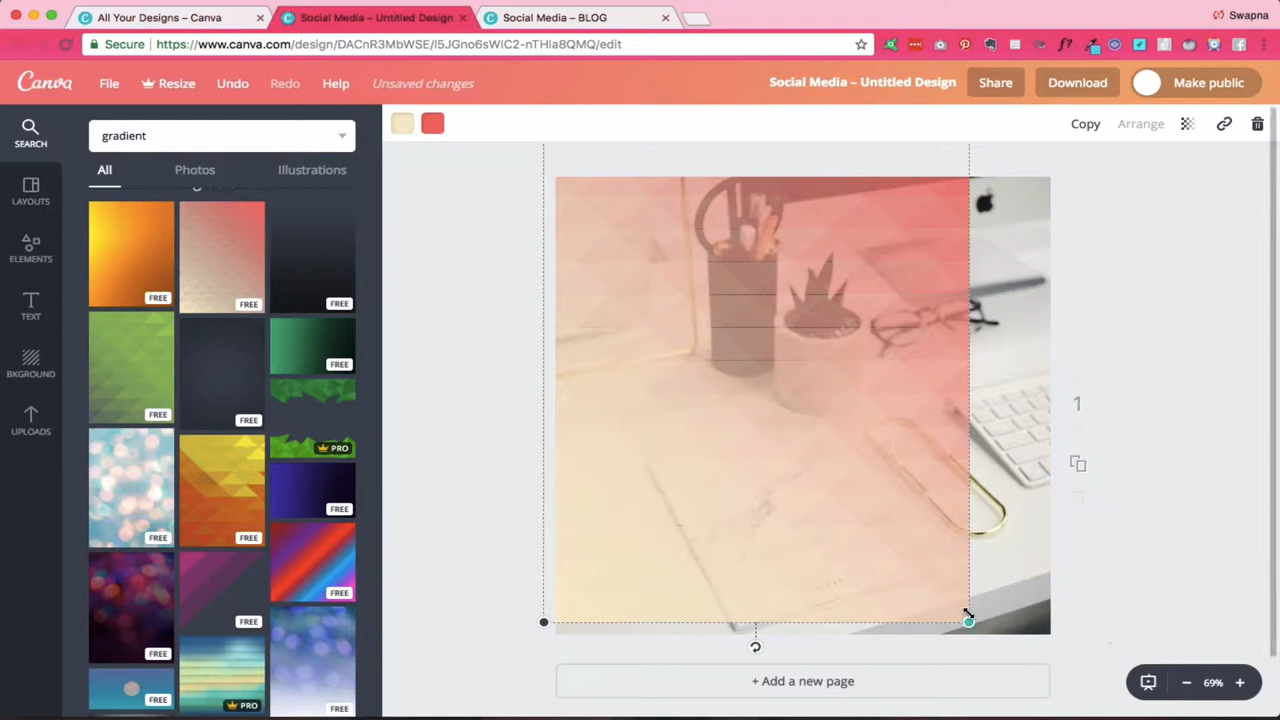 All Your Designs – Canva
Social Media – Untitled Design
Social Media – BLOG
Swapna
Secure
https://www.canva.com/design/DACnR3MbWSE/l5JGno6sWIC2-nTHIa8QMQ/edit
Canva
File
Resize
Undo
Redo
Help
Unsaved changes
Social Media – Untitled Design
Share
Download
Make public
SEARCH
gradient
Copy
Arrange
All
Photos
Illustrations
LAYOUTS
ELEMENTS
TEXT
BKGROUND
UPLOADS
FREE
FREE
FREE
FREE
FREE
FREE
PRO
FREE
FREE
FREE
FREE
FREE
FREE
FREE
PRO
FREE
1
+ Add a new page
69%